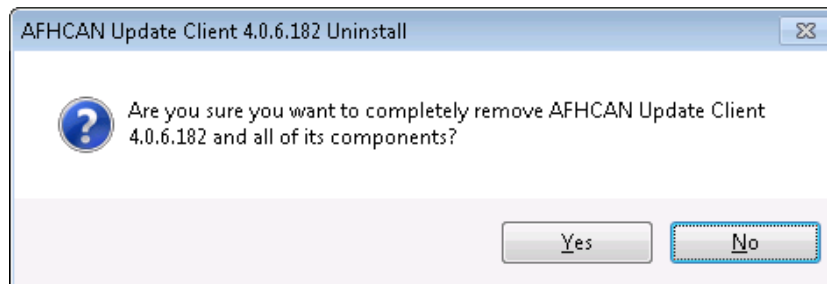 AFHCAN Update Client 4.0.6.182 Uninstall
Are you sure you want to completely remove AFHCAN Update Client
4.0.6.182 and all of its components?
Yes
No